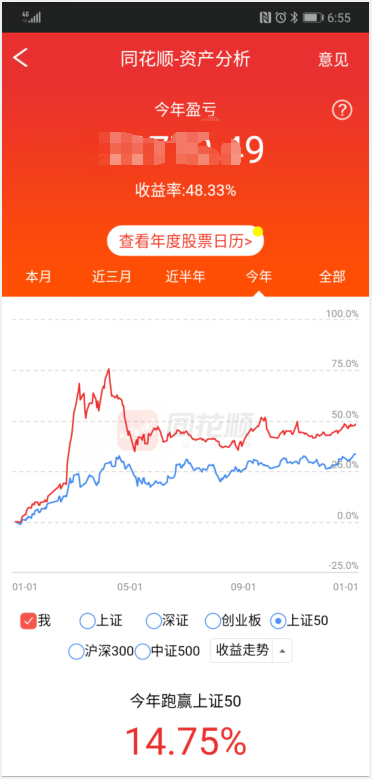 4G 6:55
同花顺-资产分析 意见
今年盈亏 ?
49
收益率:48.33%
查看年度股票日历>
本月 近三月 近半年 今年 全部
100.0%
75.0%
50.0%
同花顺
25.0%
0.0%
-25.0%
01-01 05-01 09-01 01-01
我 上证 深证 创业板 上证50
沪深300 中证500 收益走势
今年跑赢上证50
14.75%